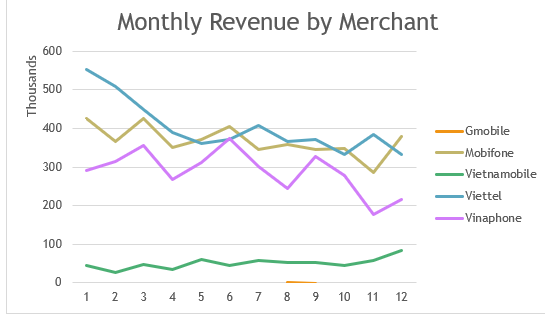 Monthly Revenue by Merchant
Thousands
600
500
400
300
200
100
0
1 2 3 4 5 6 7 8 9 10 11 12
Gmobile
Mobifone
Vietnamobile
Viettel
Vinaphone